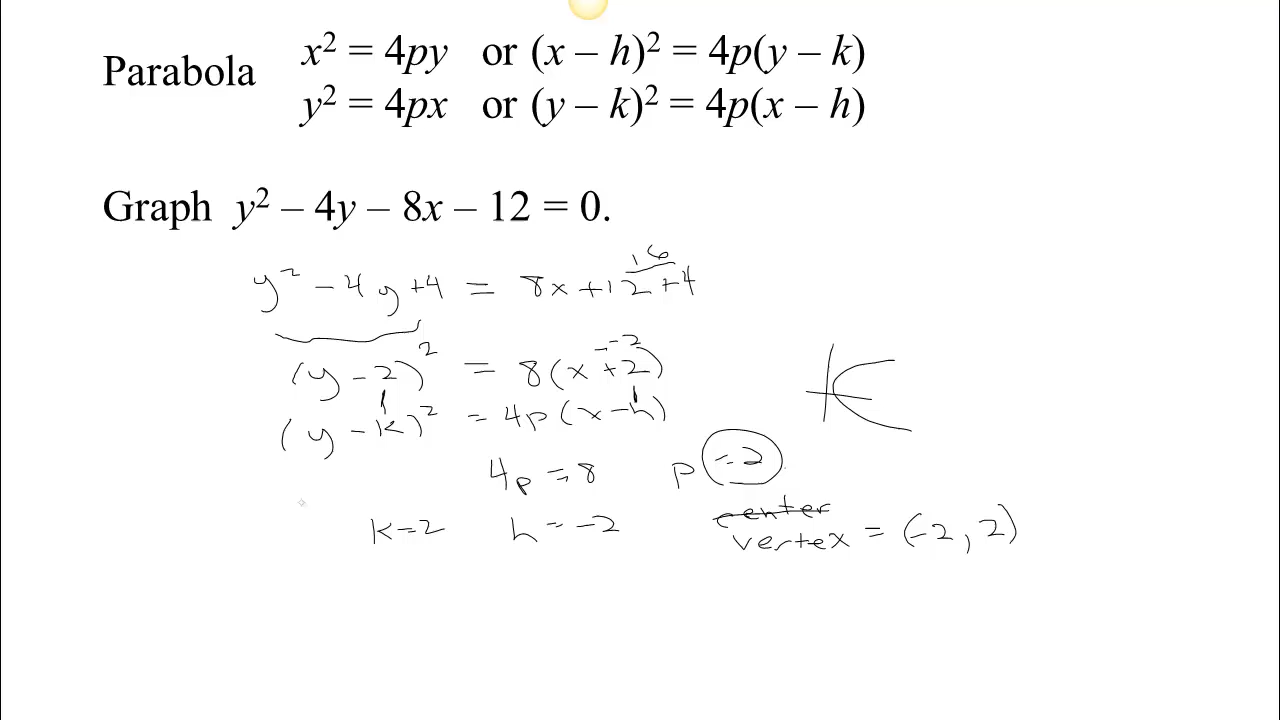 Parabola
x² = 4py or (x – h)² = 4p(y – k)
y² = 4px or (y – k)² = 4p(x – h)
Graph y² – 4y – 8x – 12 = 0.
16
y² – 4y +4 = 8x +12 +4
– –2
(y – 2)² = 8(x +2)
(y – k)² = 4p(x – h)
4p = 8 p = 2
center
k = 2 h = –2 vertex = (–2, 2)